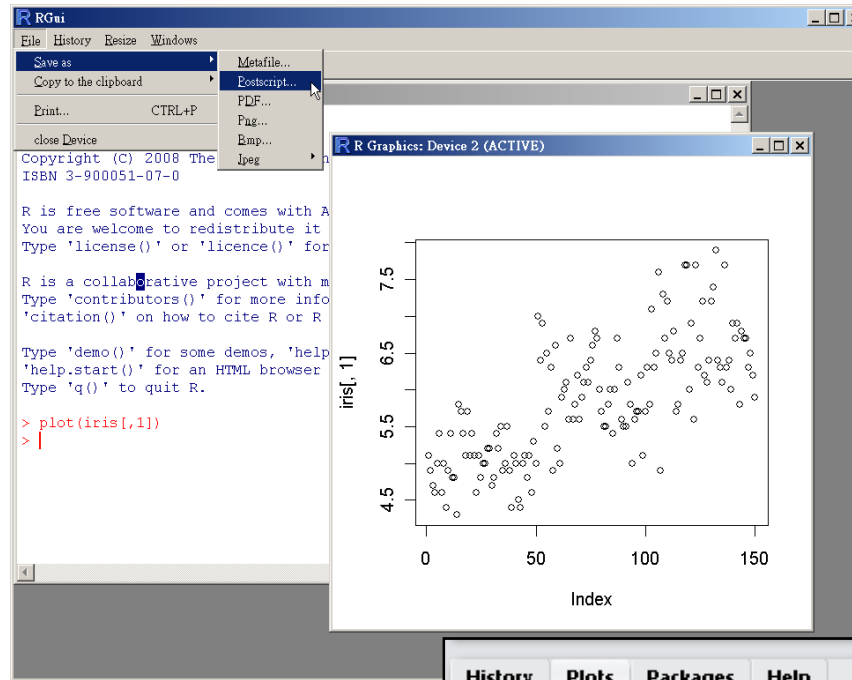 RGui
File History Resize Windows
Save as
Copy to the clipboard
Print... CTRL+P
close Device
Metafile...
Postscript...
PDF...
Png...
Bmp...
Jpeg
Copyright (C) 2008 The
ISBN 3-900051-07-0
R is free software and comes with A
You are welcome to redistribute it
Type 'license()' or 'licence()' for
R is a collaborative project with m
Type 'contributors()' for more info
'citation()' on how to cite R or R
Type 'demo()' for some demos, 'help
'help.start()' for an HTML browser
Type 'q()' to quit R.
> plot(iris[,1])
>
R Graphics: Device 2 (ACTIVE)
iris[, 1]
7.5
6.5
5.5
4.5
0 50 100 150
Index
History Plots Packages Help